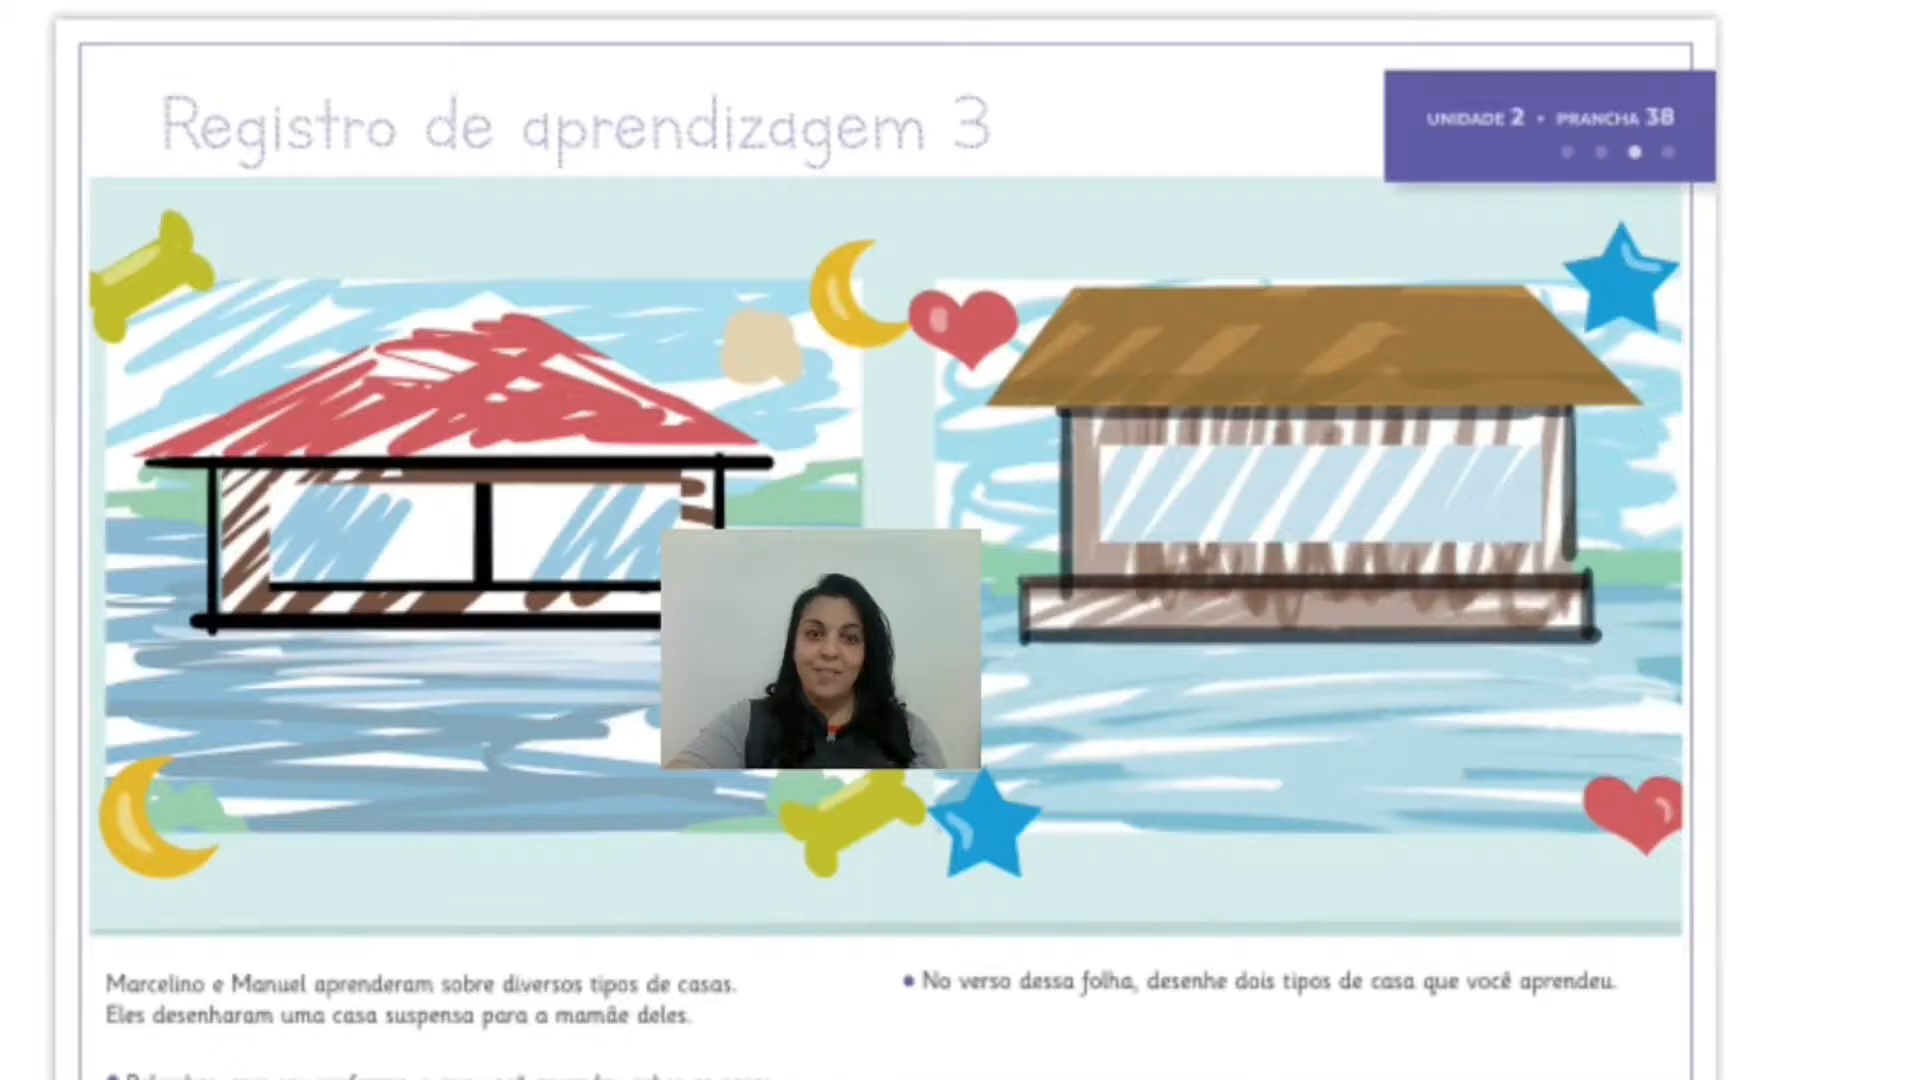 Registro de aprendizagem 3
UNIDADE 2 • PRANCHA 38
Marcelino e Manuel aprenderam sobre diversos tipos de casas.
Eles desenharam uma casa suspensa para a mamãe deles.
• No verso dessa folha, desenhe dois tipos de casa que você aprendeu.